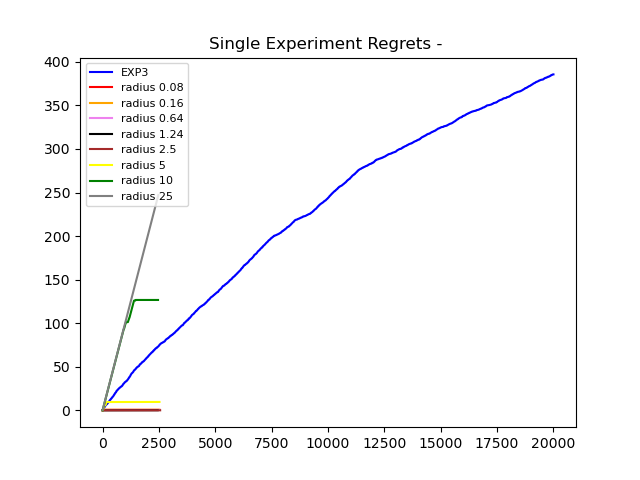 Single Experiment Regrets -
EXP3
radius 0.08
radius 0.16
radius 0.64
radius 1.24
radius 2.5
radius 5
radius 10
radius 25
400
350
300
250
200
150
100
50
0
0 2500 5000 7500 10000 12500 15000 17500 20000